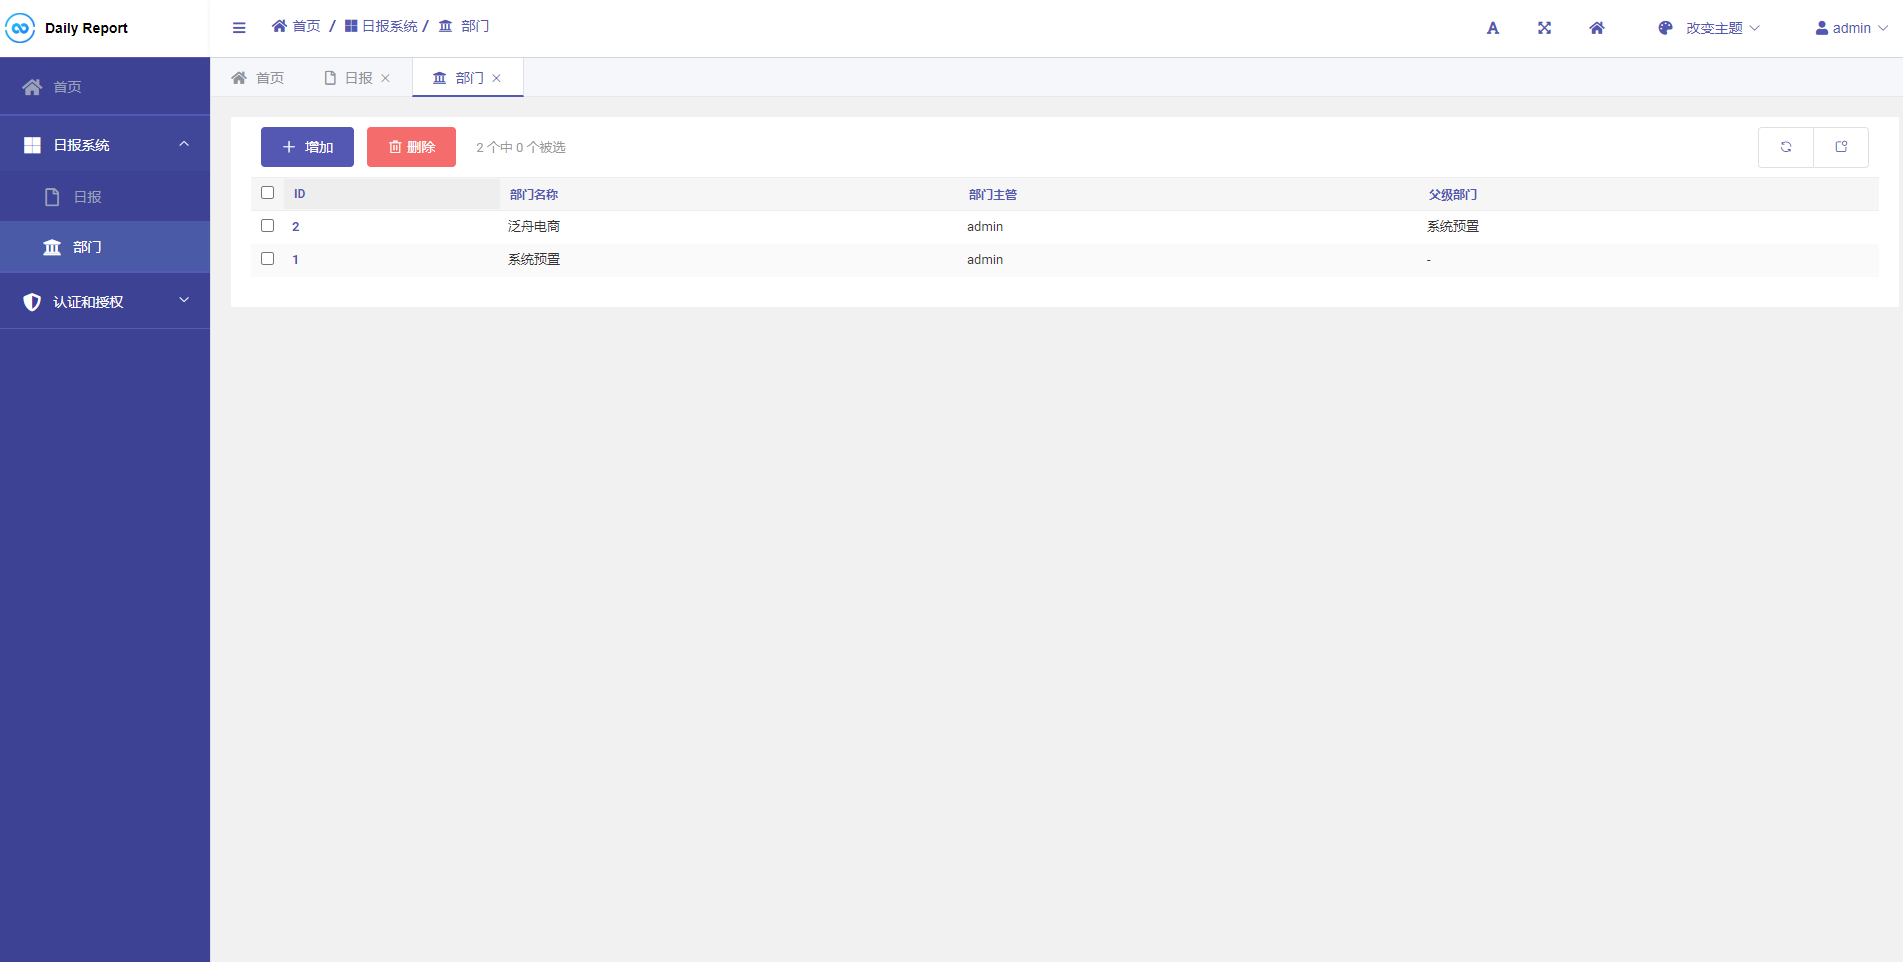 Daily Report
首页 / 日报系统 / 部门
A
改变主题
admin
首页
日报系统
日报
部门
认证和授权
首页 日报 部门
增加 删除 2 个中 0 个被选
ID 部门名称 部门主管 父级部门
2 泛舟电商 admin 系统预置
1 系统预置 admin -